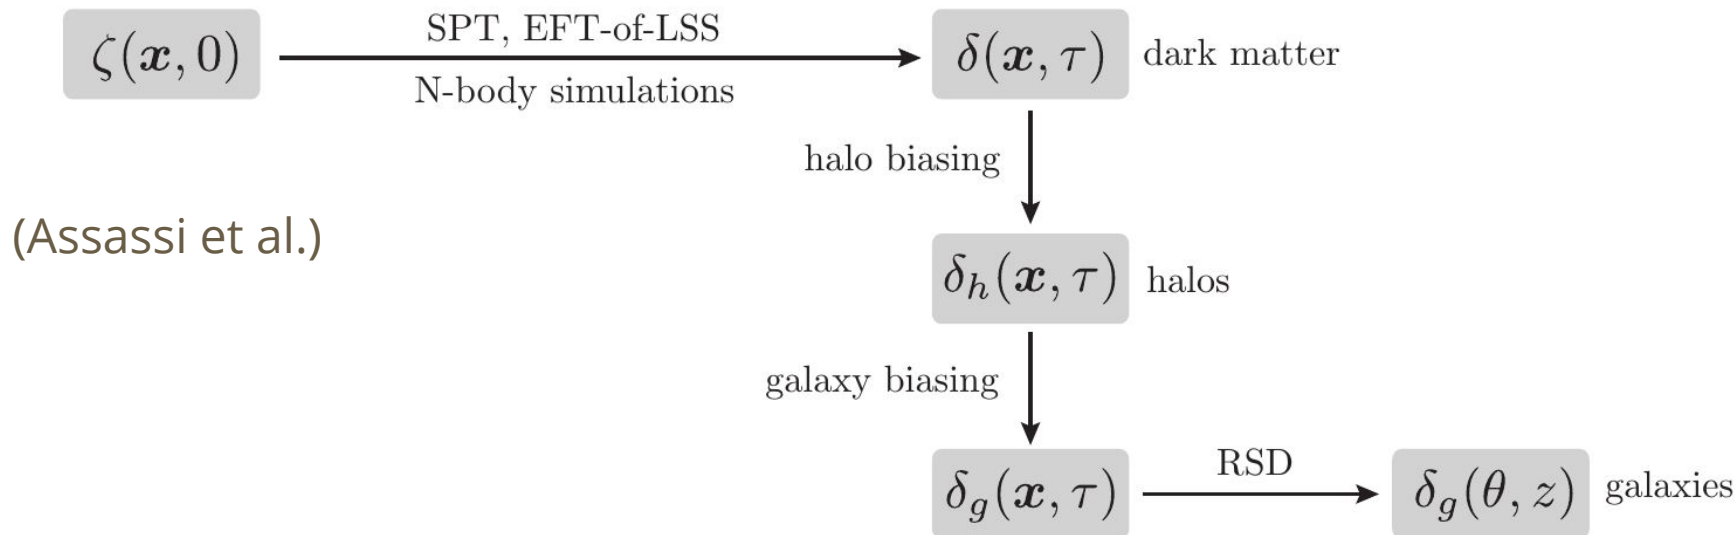 ζ(x, 0)
SPT, EFT-of-LSS
N-body simulations
δ(x, τ) dark matter
halo biasing
(Assassi et al.)
δ_h(x, τ) halos
galaxy biasing
δ_g(x, τ)
RSD
δ_g(θ, z) galaxies